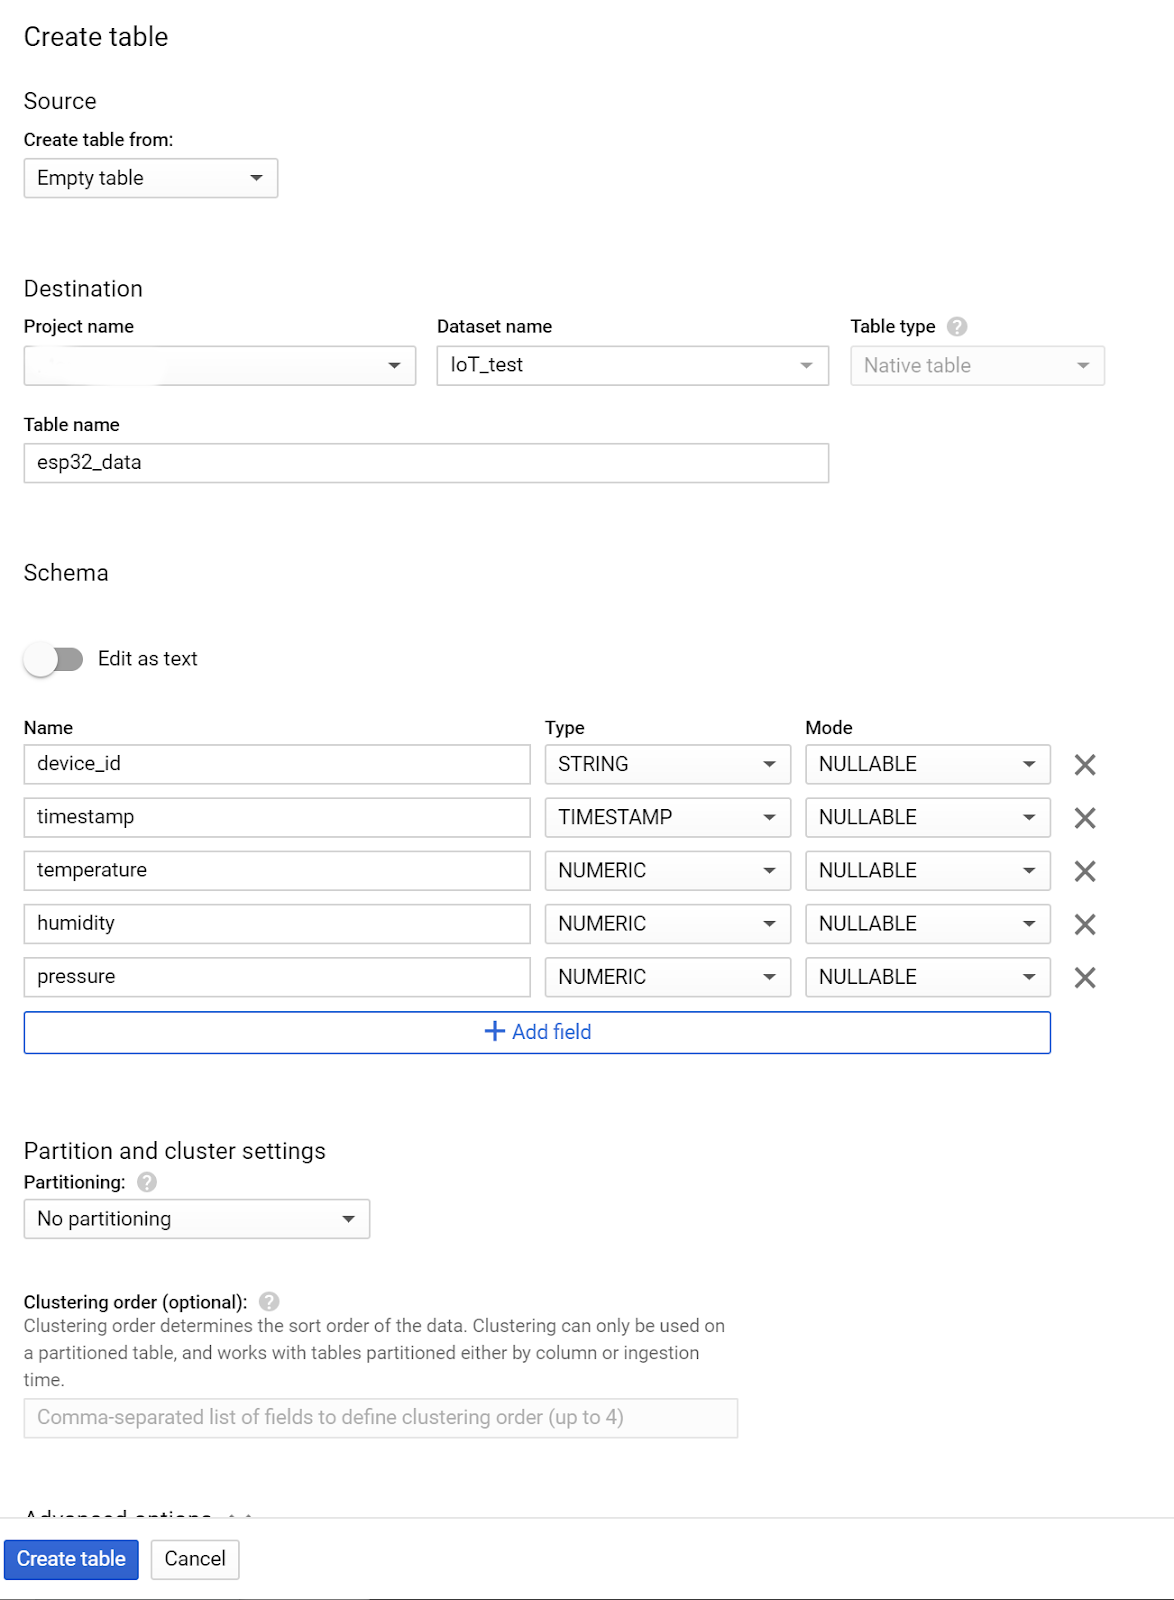 Create table
Source
Create table from:
Empty table
Destination
Project name
Dataset name
Table type
IoT_test
Native table
Table name
esp32_data
Schema
Edit as text
Name Type Mode
device_id STRING NULLABLE
timestamp TIMESTAMP NULLABLE
temperature NUMERIC NULLABLE
humidity NUMERIC NULLABLE
pressure NUMERIC NULLABLE
+ Add field
Partition and cluster settings
Partitioning:
No partitioning
Clustering order (optional):
Clustering order determines the sort order of the data. Clustering can only be used on
a partitioned table, and works with tables partitioned either by column or ingestion
time.
Comma-separated list of fields to define clustering order (up to 4)
Advanced options
Create table Cancel